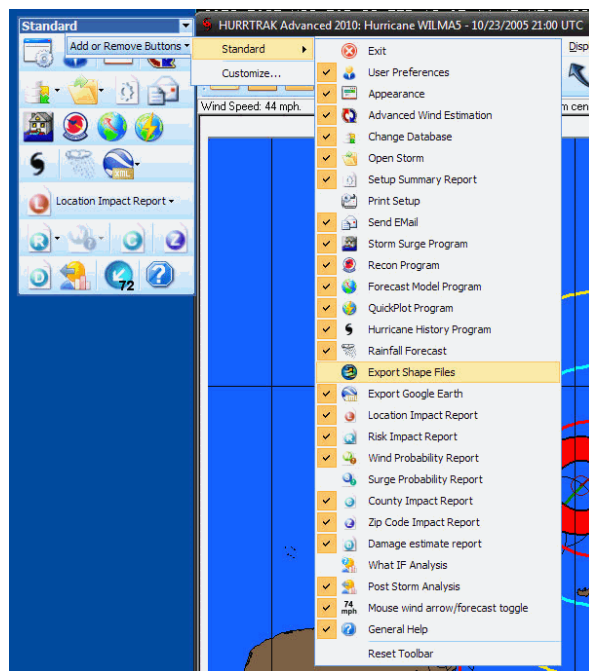 Standard
HURRTRAK Advanced 2010: Hurricane WILMA5 - 10/23/2005 21:00 UTC
Add or Remove Buttons
Standard
Customize...
Wind Speed: 44 mph.
Location Impact Report
R
C
Z
D
72
XML
L
Exit
User Preferences
Appearance
Advanced Wind Estimation
Change Database
Open Storm
Setup Summary Report
Print Setup
Send EMail
Storm Surge Program
Recon Program
Forecast Model Program
QuickPlot Program
Hurricane History Program
Rainfall Forecast
Export Shape Files
Export Google Earth
Location Impact Report
Risk Impact Report
Wind Probability Report
Surge Probability Report
County Impact Report
Zip Code Impact Report
Damage estimate report
What IF Analysis
Post Storm Analysis
74 mph Mouse wind arrow/forecast toggle
General Help
Reset Toolbar